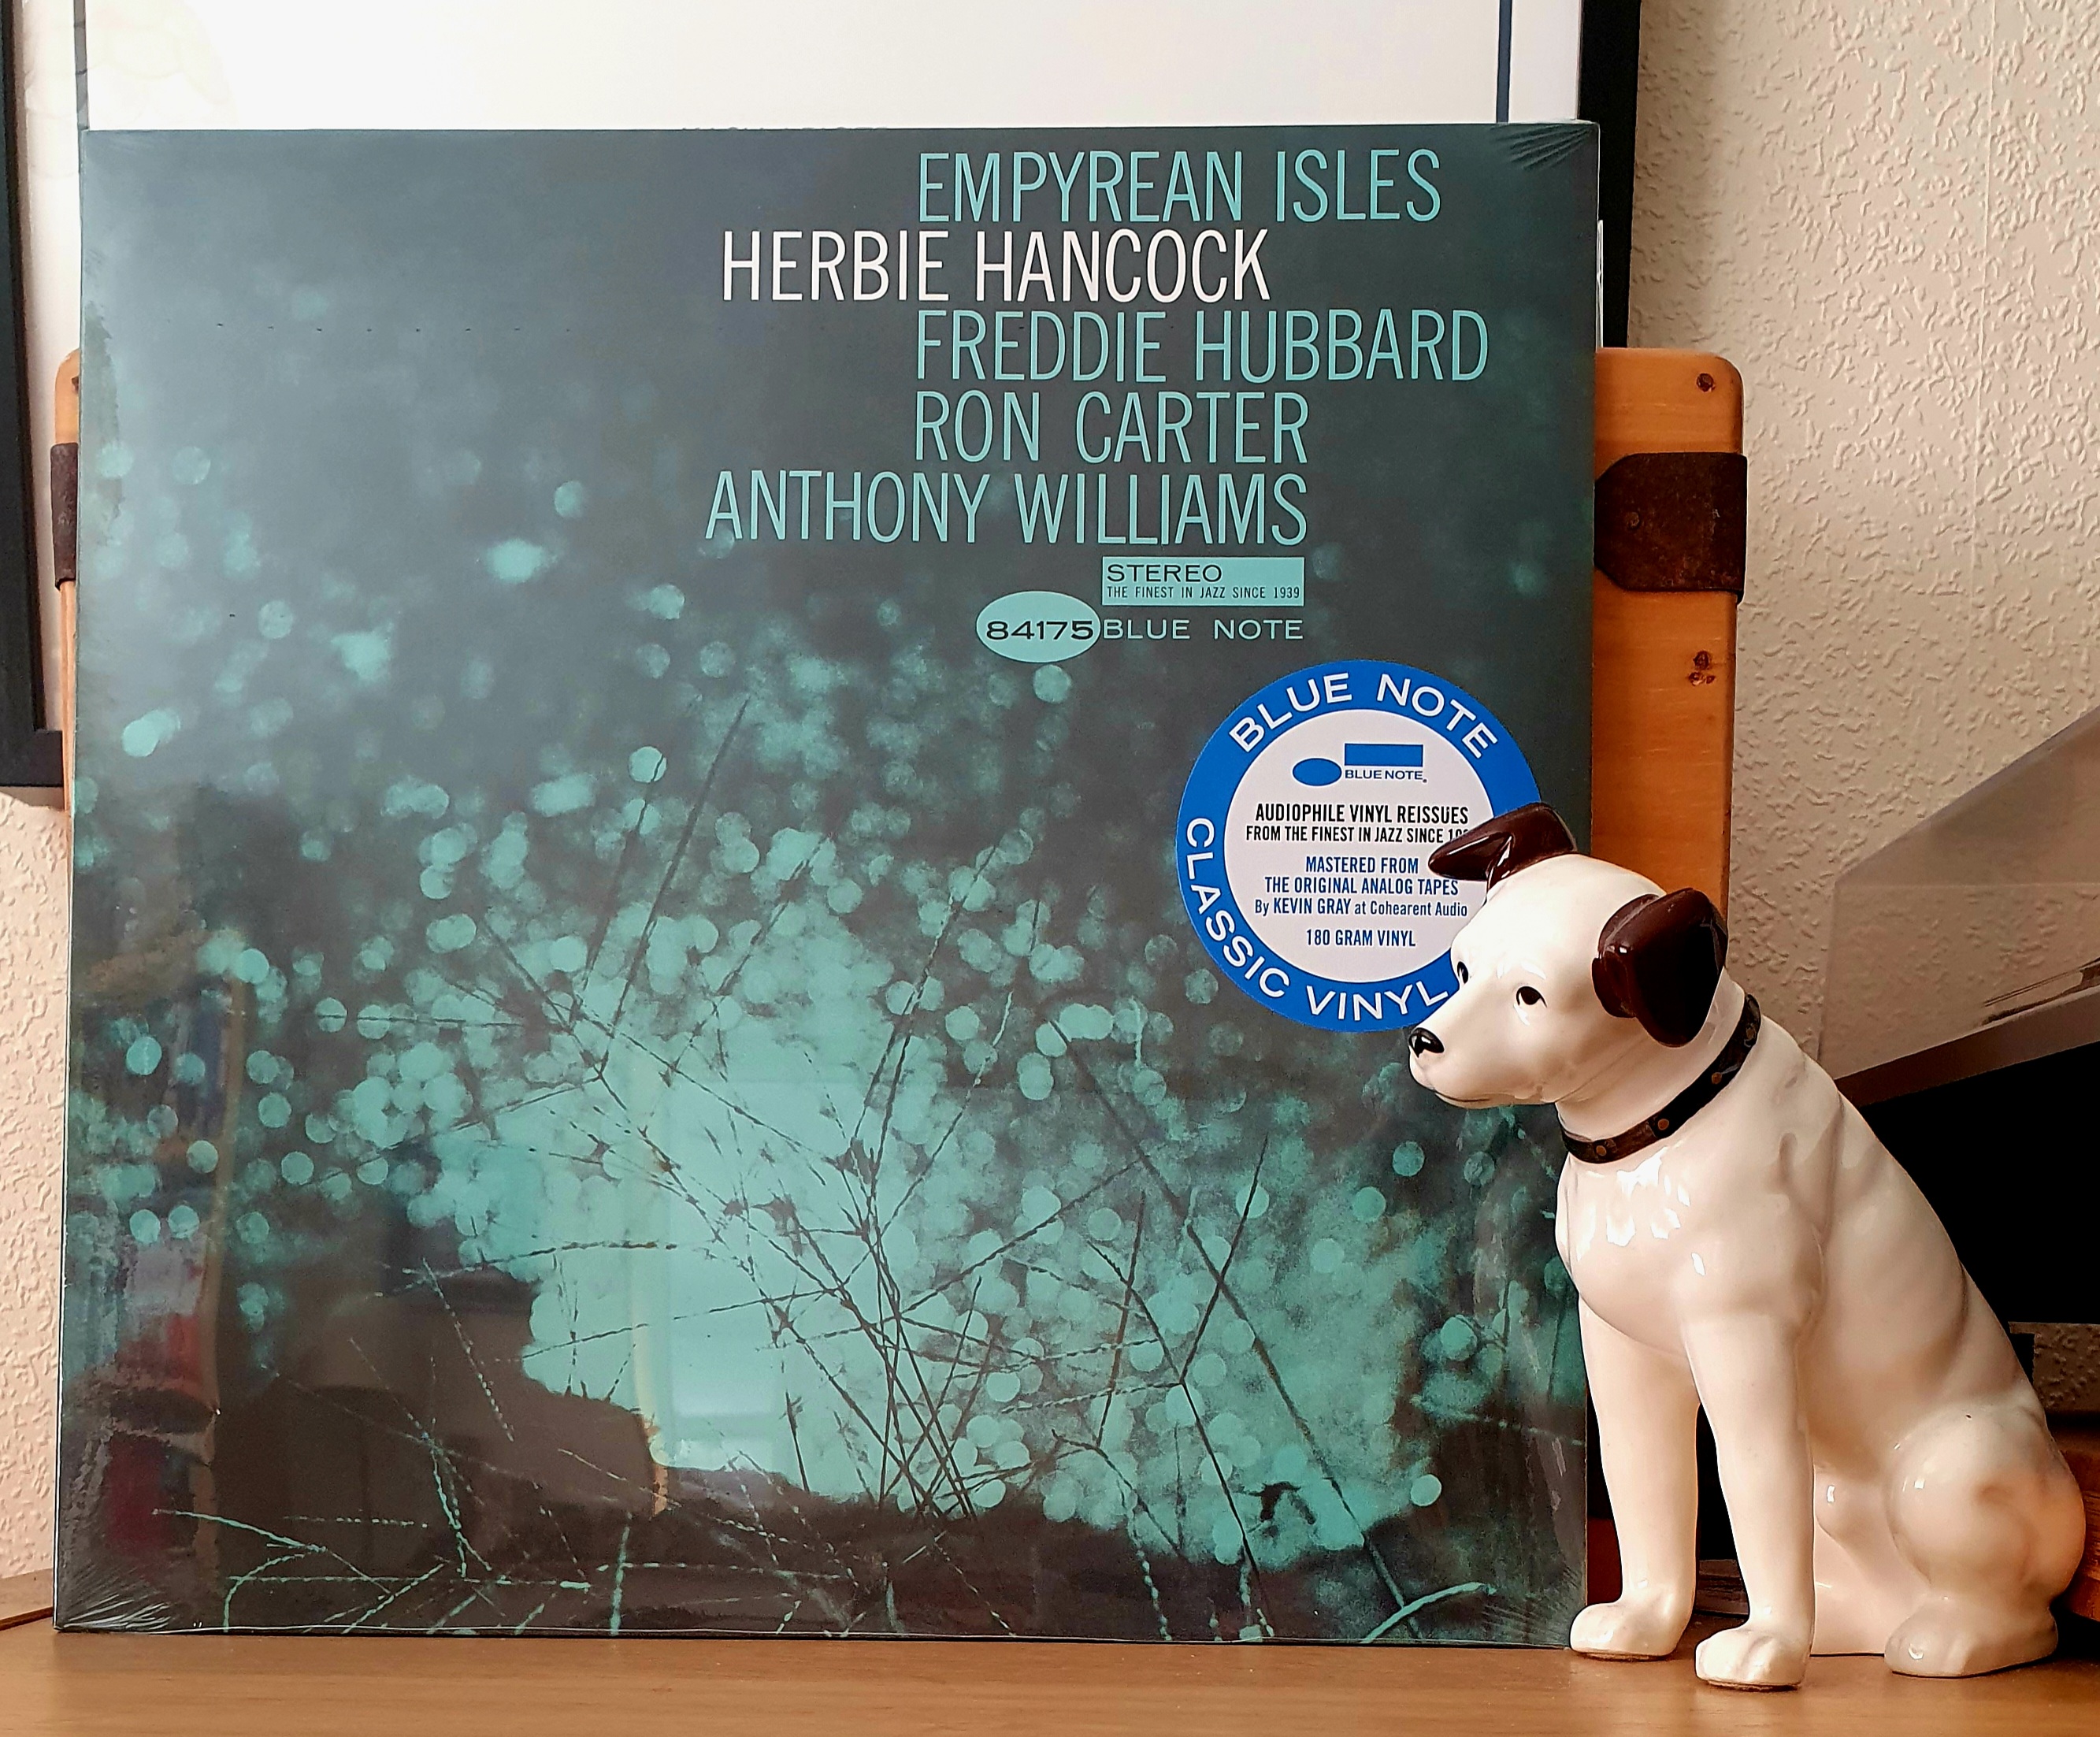 EMPYREAN ISLES
HERBIE HANCOCK
FREDDIE HUBBARD
RON CARTER
ANTHONY WILLIAMS
STEREO
THE FINEST IN JAZZ SINCE 1939
84175 BLUE NOTE
BLUE NOTE
BLUE NOTE
AUDIOPHILE VINYL REISSUES
FROM THE FINEST IN JAZZ SINCE
MASTERED FROM
THE ORIGINAL ANALOG TAPES
By KEVIN GRAY at Cohearent Audio
180 GRAM VINYL
CLASSIC VINYL